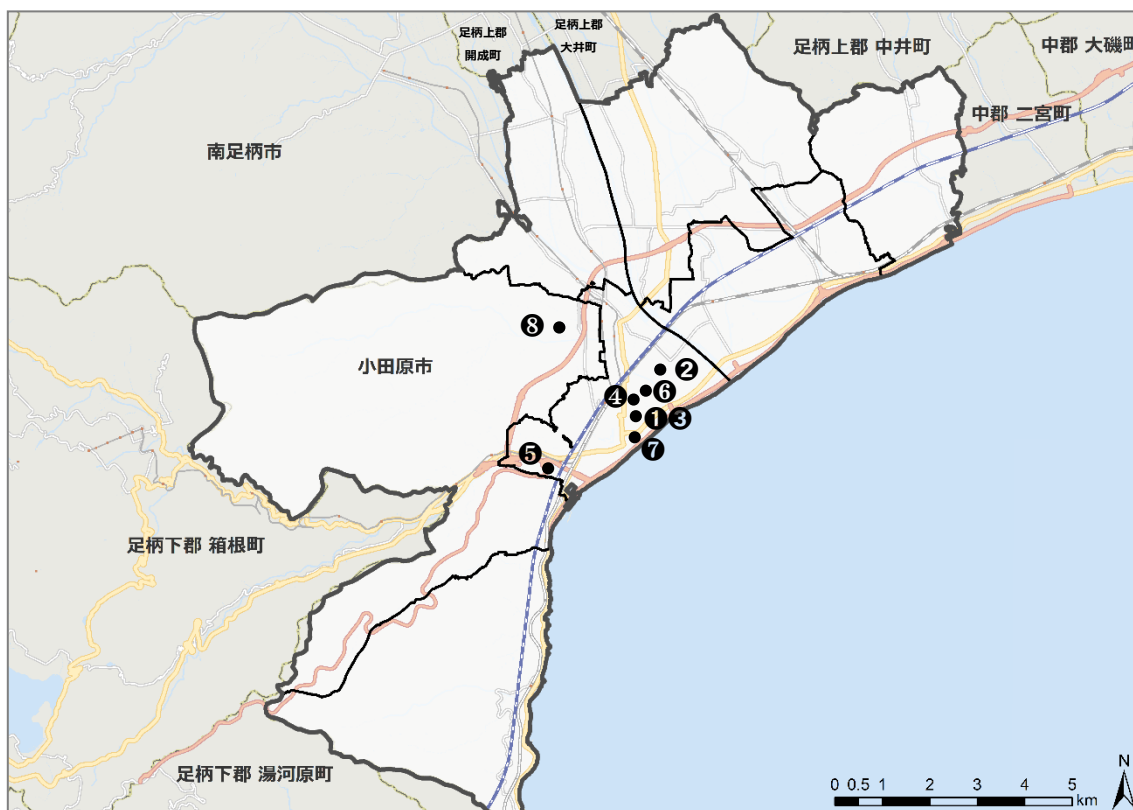 足柄上郡
開成町
足柄上郡
大井町
足柄上郡 中井町
中郡 大磯町
中郡 二宮町
南足柄市
小田原市
❽
❷
❻
❹
❶ ❸
❼
❺
足柄下郡 箱根町
足柄下郡 湯河原町
N
0 0.5 1 2 3 4 5
km